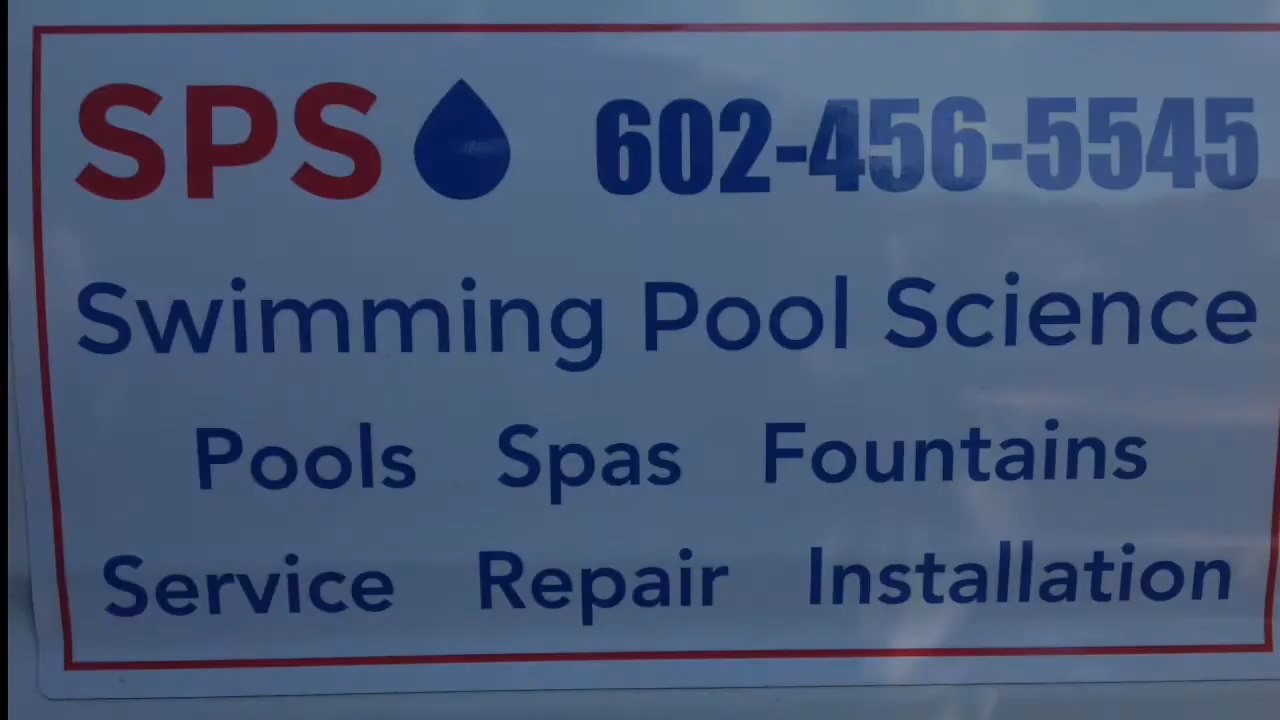 SPS 602-456-5545
Swimming Pool Science
Pools Spas Fountains
Service Repair Installation